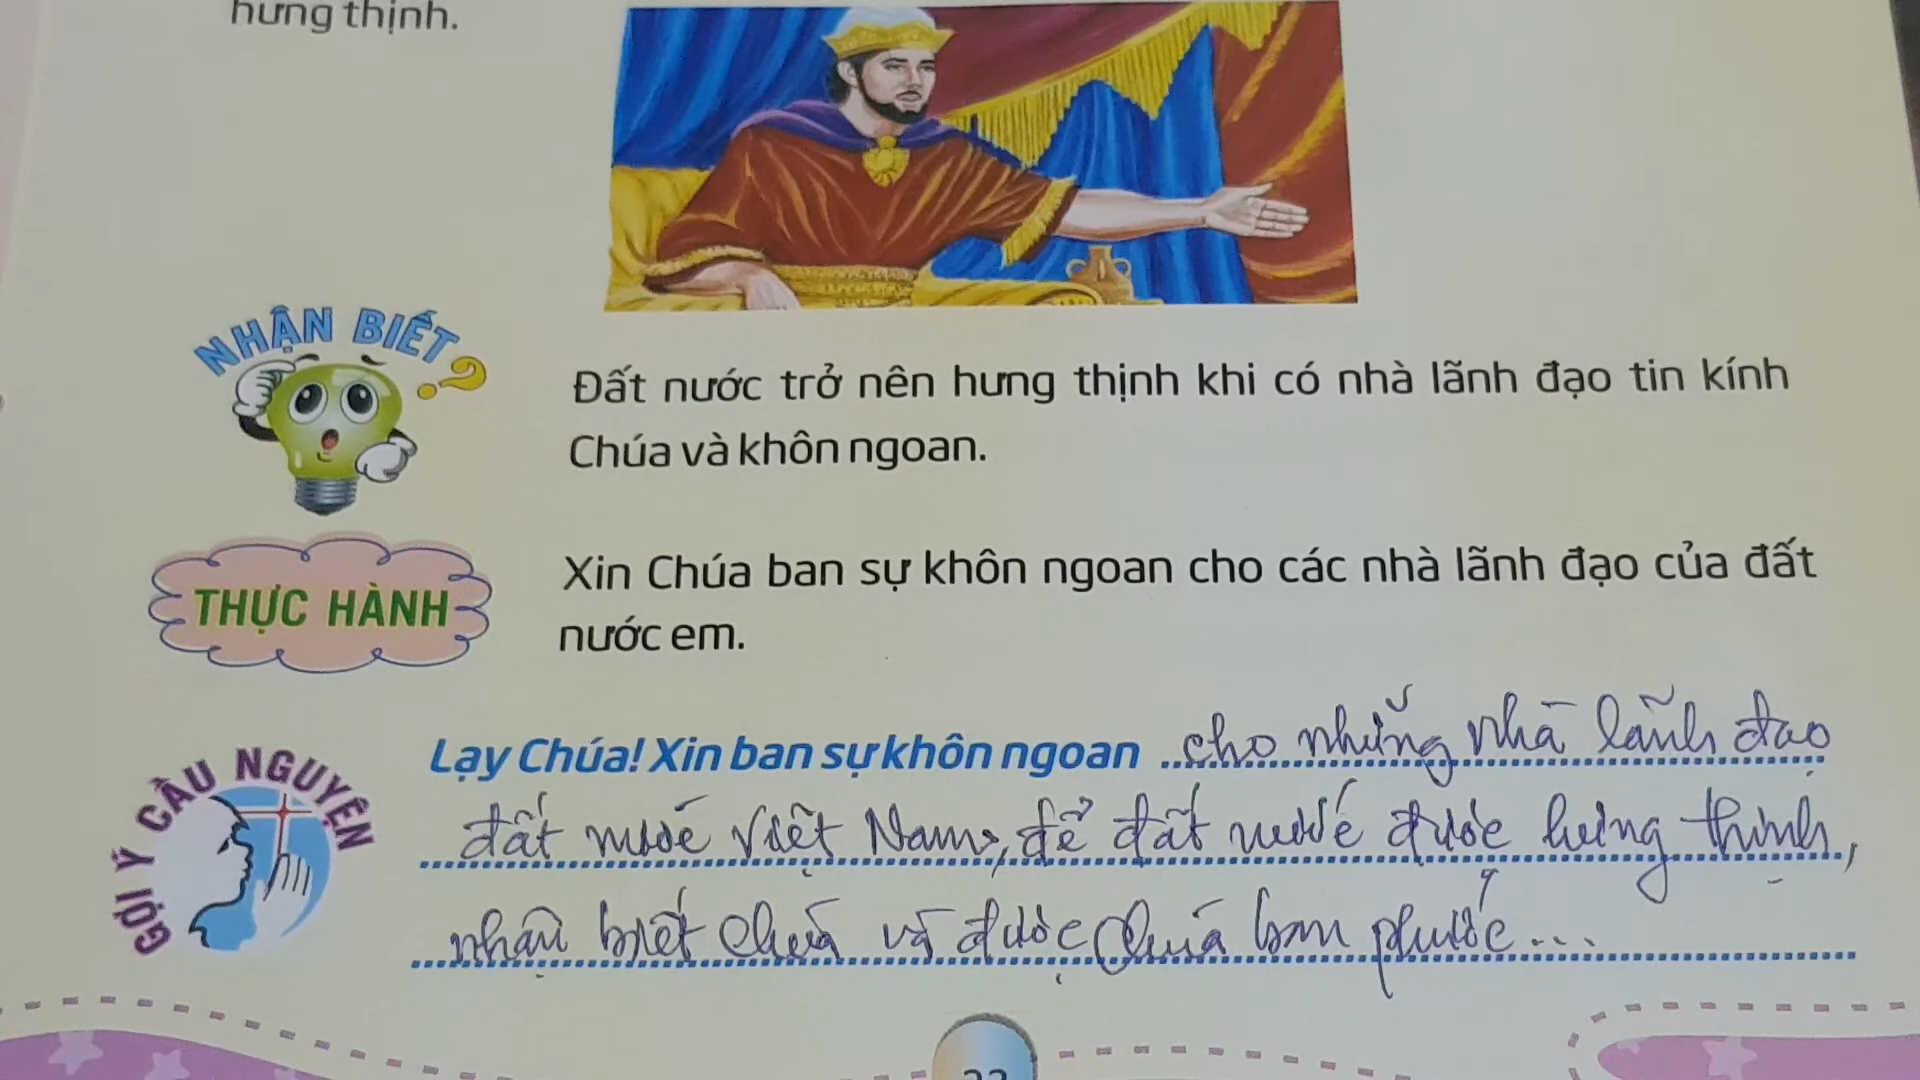 hưng thịnh.
NHẬN BIẾT?
Đất nước trở nên hưng thịnh khi có nhà lãnh đạo tin kính
Chúa và khôn ngoan.
THỰC HÀNH
Xin Chúa ban sự khôn ngoan cho các nhà lãnh đạo của đất
nước em.
GỢI Ý CẦU NGUYỆN
Lạy Chúa! Xin ban sự khôn ngoan cho những nhà lãnh đạo
đất nước Việt Nam, để đất nước được hưng thịnh,
nhận biết Chúa và được Chúa ban phước...